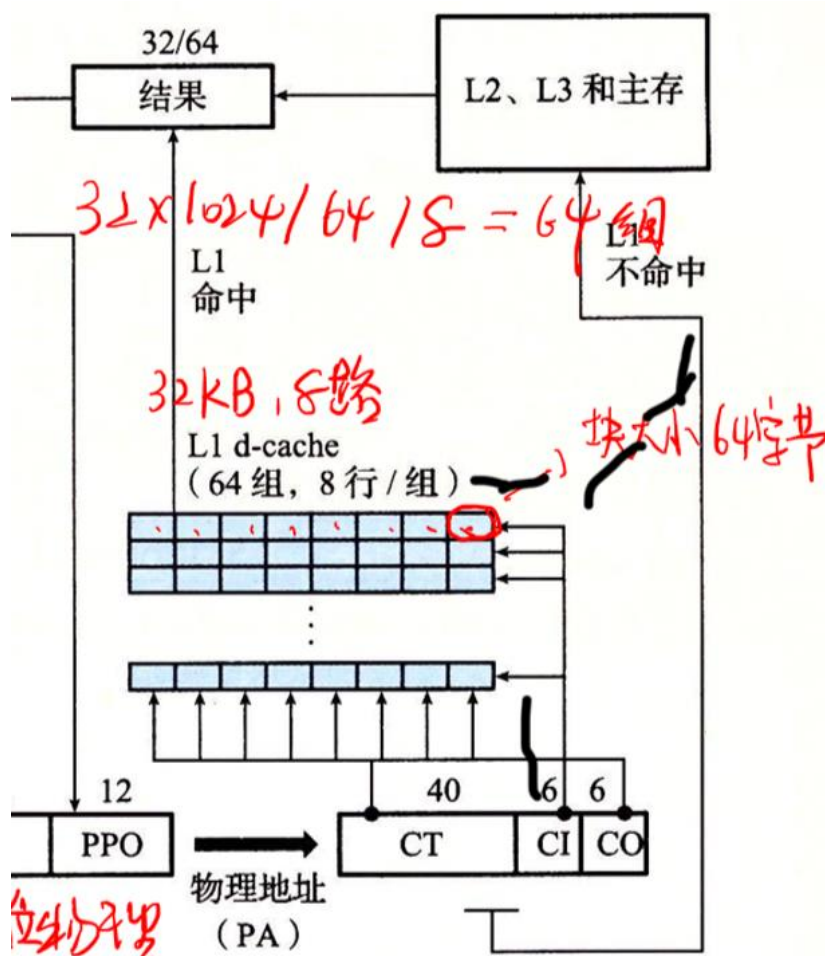 32/64
结果
L2、L3 和主存
32×1024/64/8=64组
L1
命中
L1
不命中
32KB,8路
块大小64字节
L1 d-cache
(64 组,8 行/组)
12
40
6
6
PPO
CT
CI
CO
物理地址
(PA)